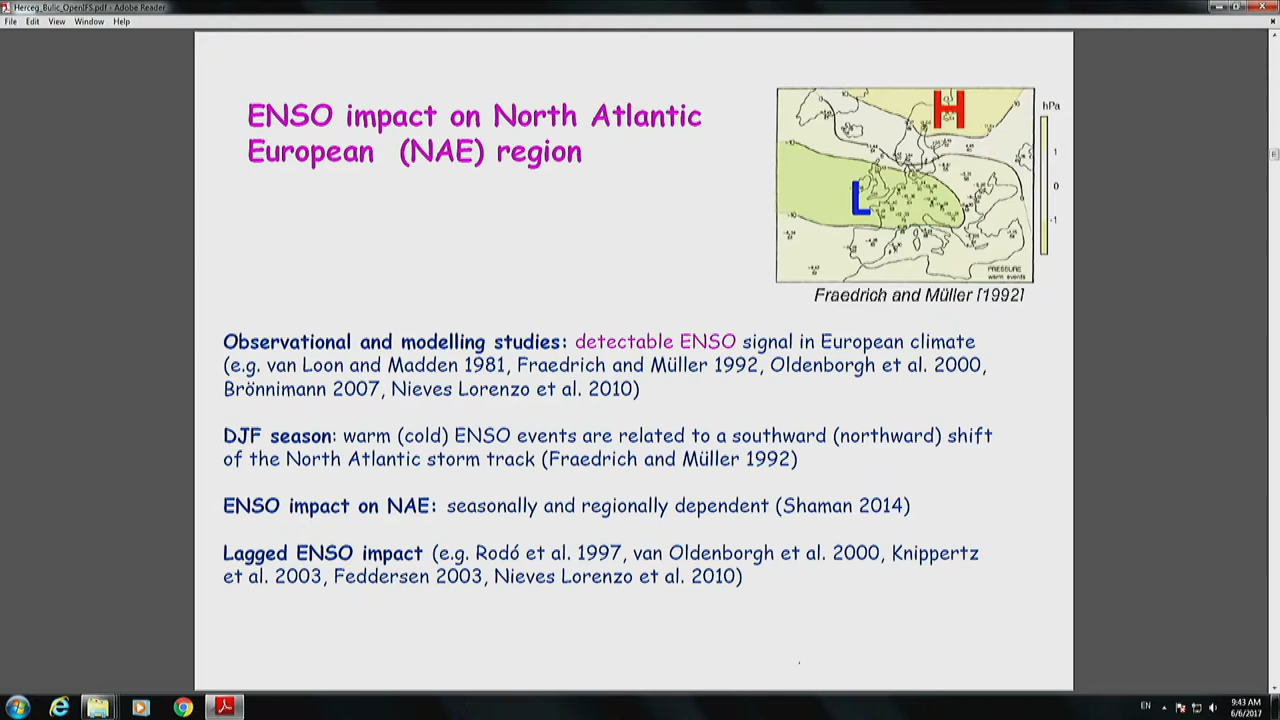 Herceg_Bulic_OpenIFS.pdf - Adobe Reader
File Edit View Window Help
ENSO impact on North Atlantic
European (NAE) region
H
L
hPa
1
0
-1
PRESSURE
warm events
Fraedrich and Müller [1992]
Observational and modelling studies: detectable ENSO signal in European climate
(e.g. van Loon and Madden 1981, Fraedrich and Müller 1992, Oldenborgh et al. 2000,
Brönnimann 2007, Nieves Lorenzo et al. 2010)
DJF season: warm (cold) ENSO events are related to a southward (northward) shift
of the North Atlantic storm track (Fraedrich and Müller 1992)
ENSO impact on NAE: seasonally and regionally dependent (Shaman 2014)
Lagged ENSO impact (e.g. Rodó et al. 1997, van Oldenborgh et al. 2000, Knippertz
et al. 2003, Feddersen 2003, Nieves Lorenzo et al. 2010)
EN
9:43 AM
6/6/2017